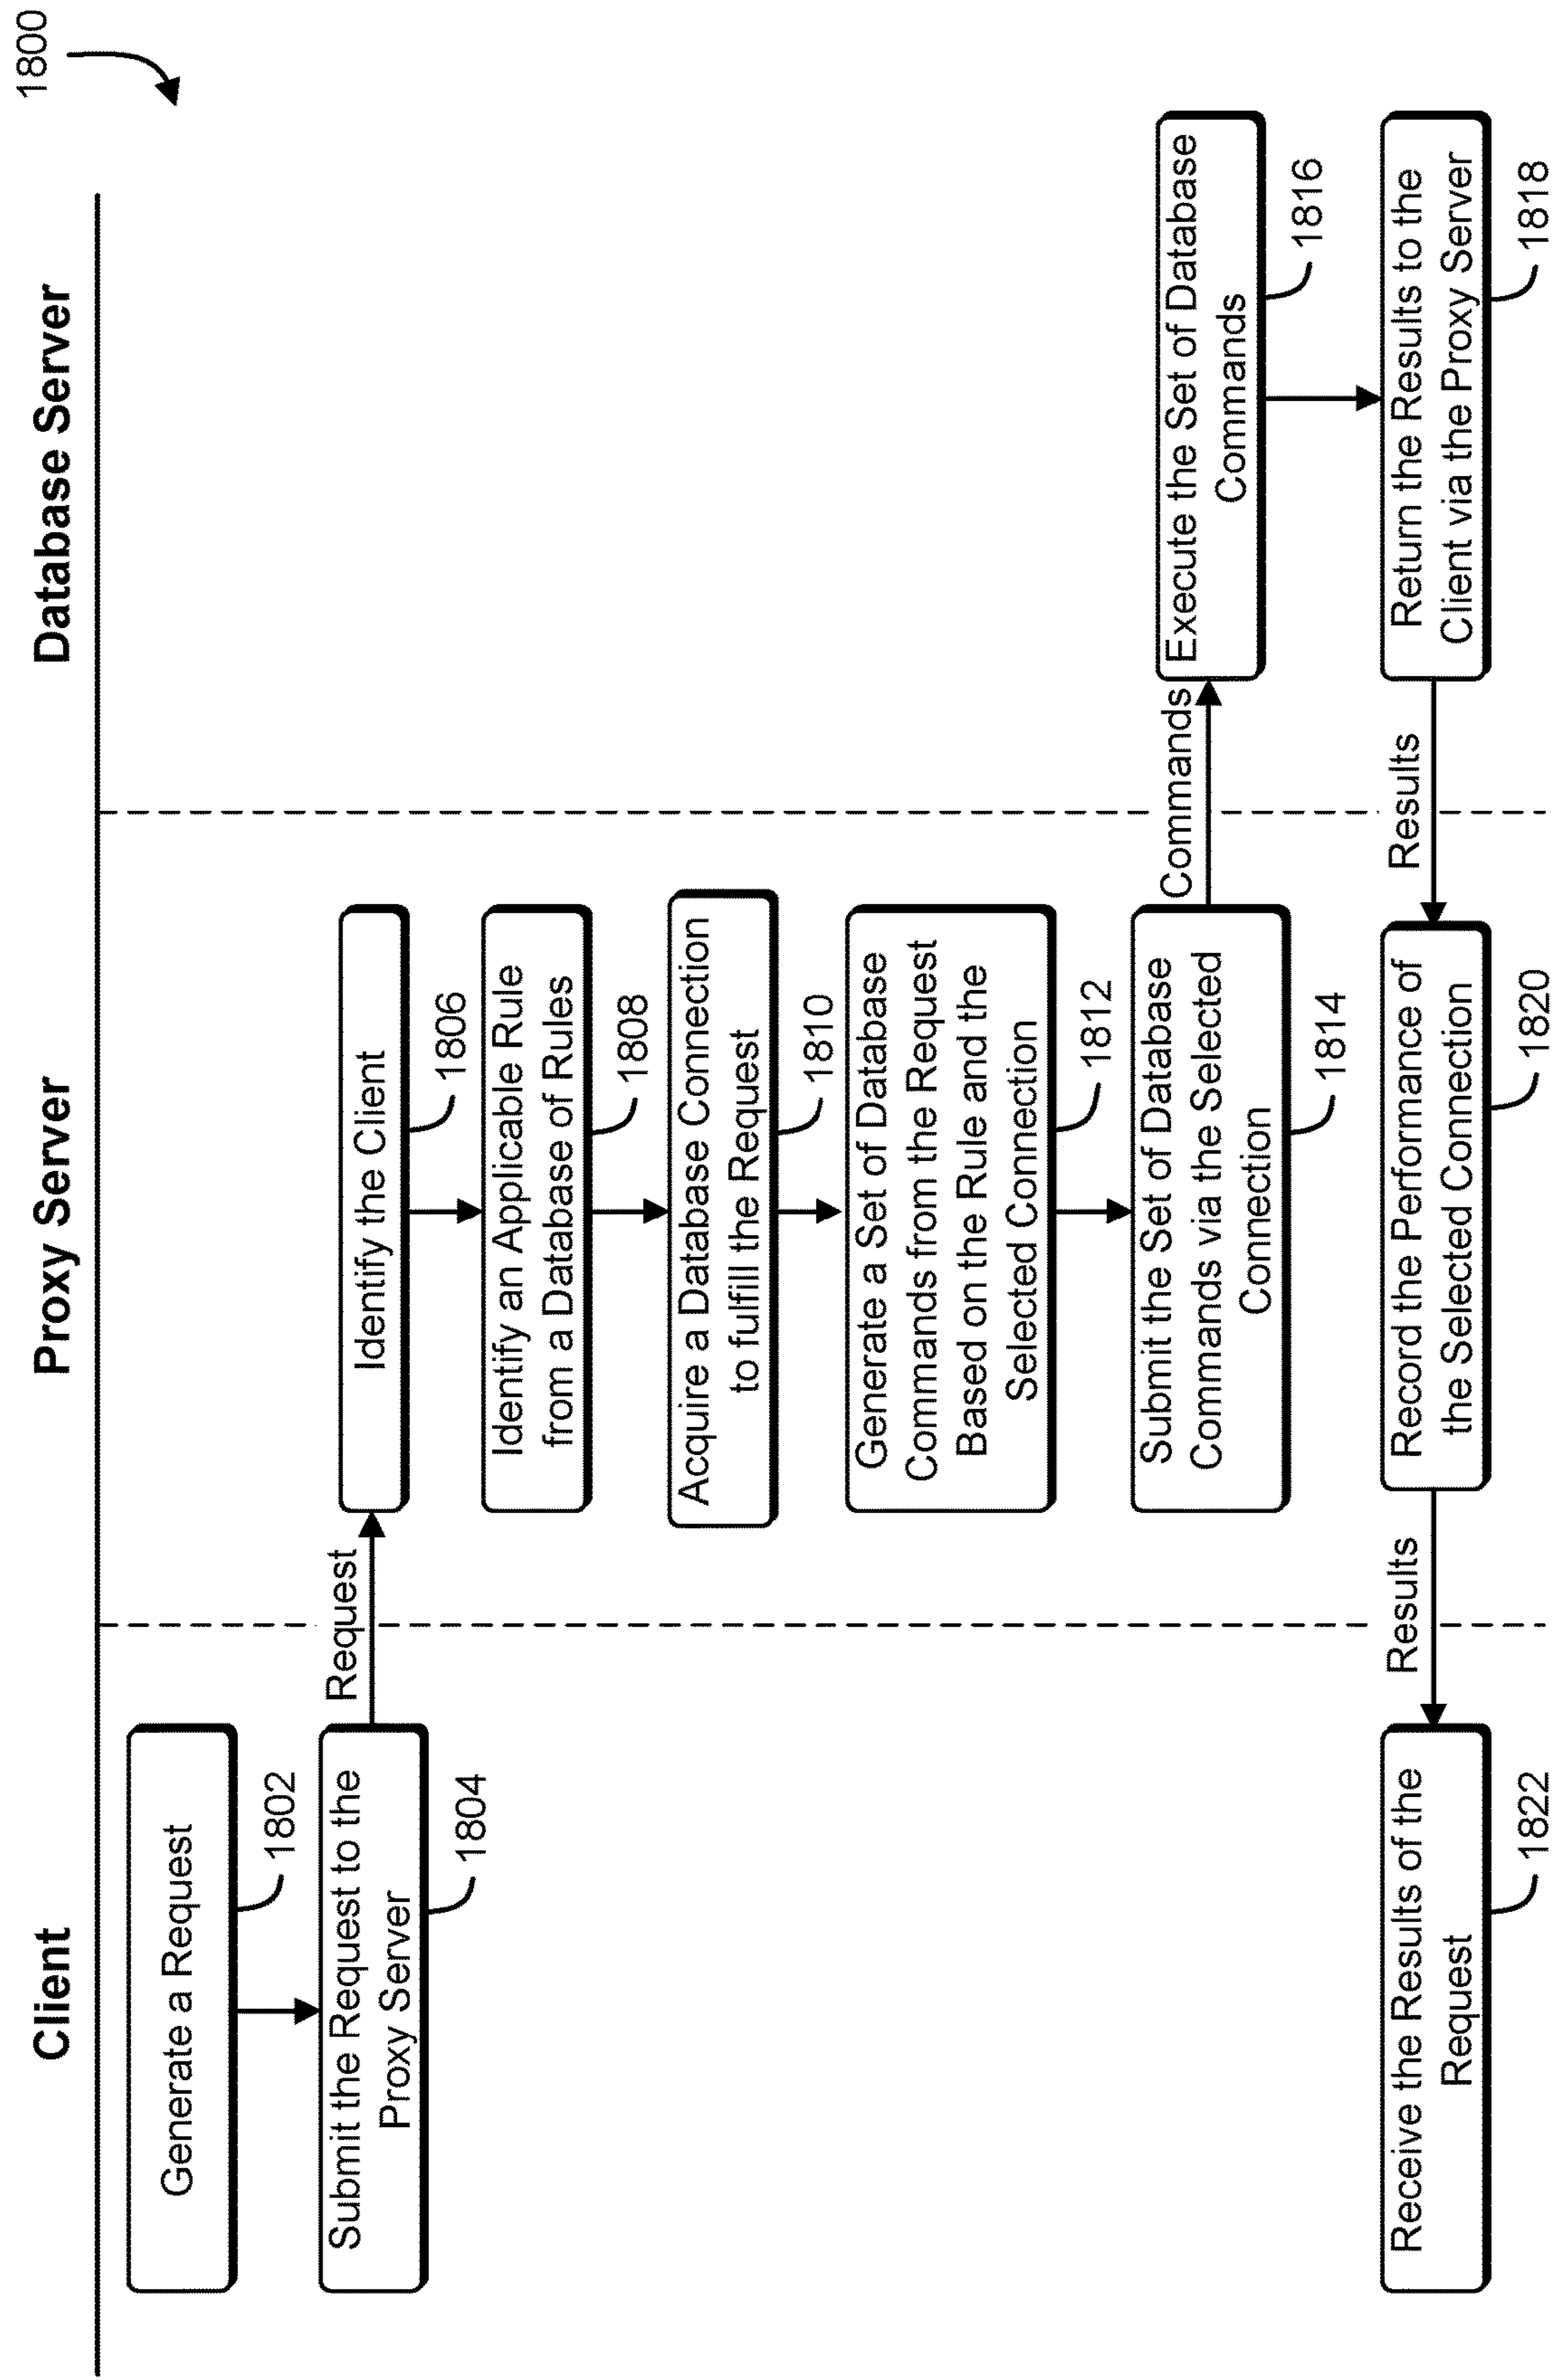 1800
Client
Proxy Server
Database Server
Generate a Request
1802
Submit the Request to the
Proxy Server
1804
Request
Identify the Client
1806
Identify an Applicable Rule
from a Database of Rules
1808
Acquire a Database Connection
to fulfill the Request
1810
Generate a Set of Database
Commands from the Request
Based on the Rule and the
Selected Connection
1812
Submit the Set of Database
Commands via the Selected
Connection
1814
Commands
Execute the Set of Database
Commands
1816
Return the Results to the
Client via the Proxy Server
1818
Results
Record the Performance of
the Selected Connection
1820
Results
Receive the Results of the
Request
1822